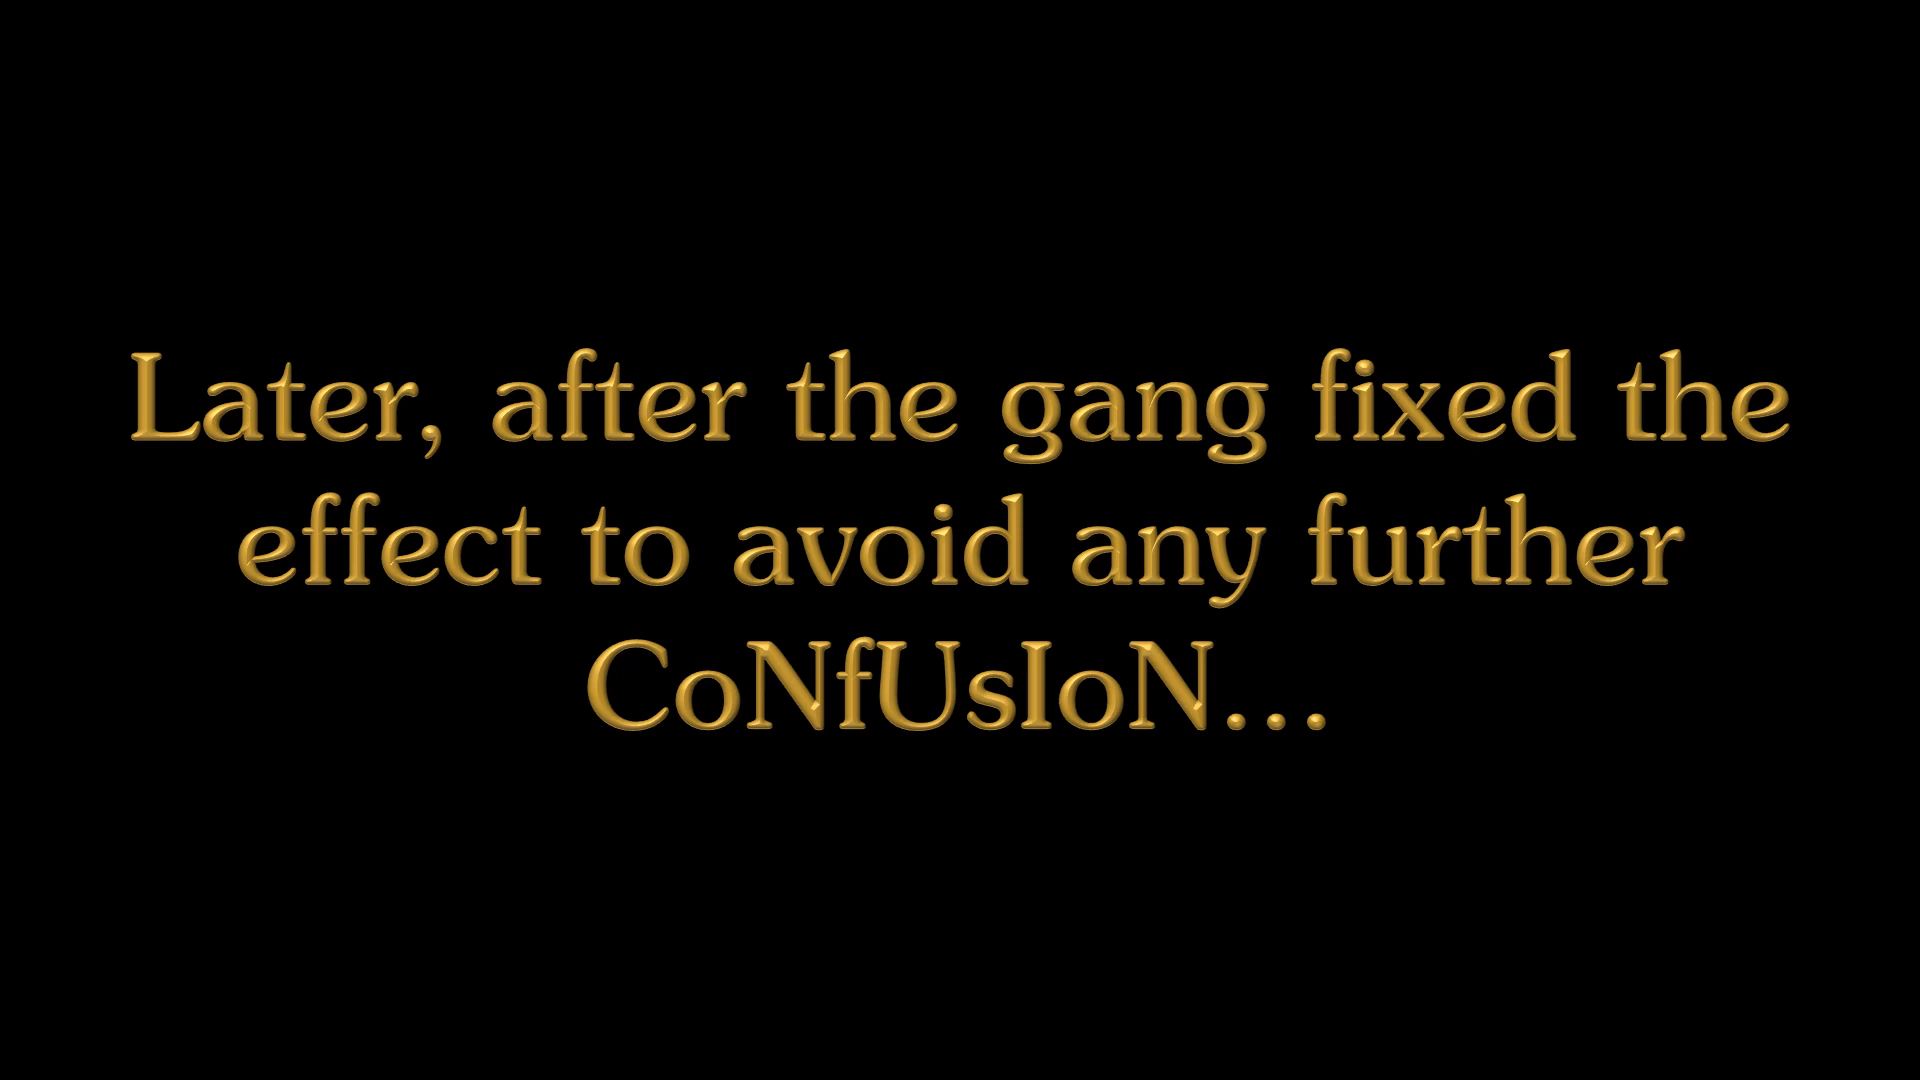 Later, after the gang fixed the
effect to avoid any further
CoNfUsIoN...